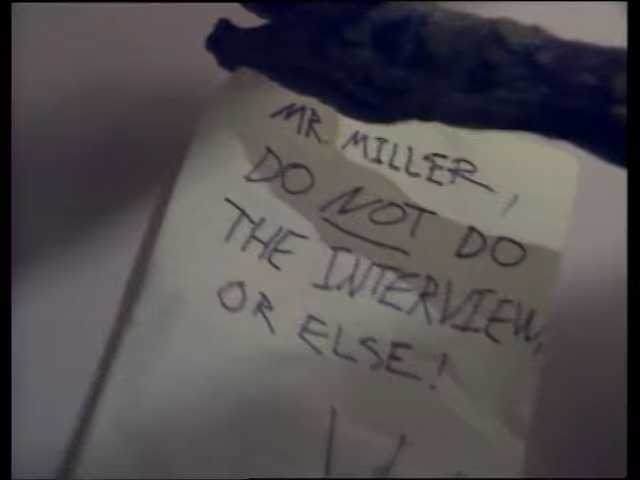 MR. MILLER,
DO NOT DO
THE INTERVIEW,
OR ELSE!